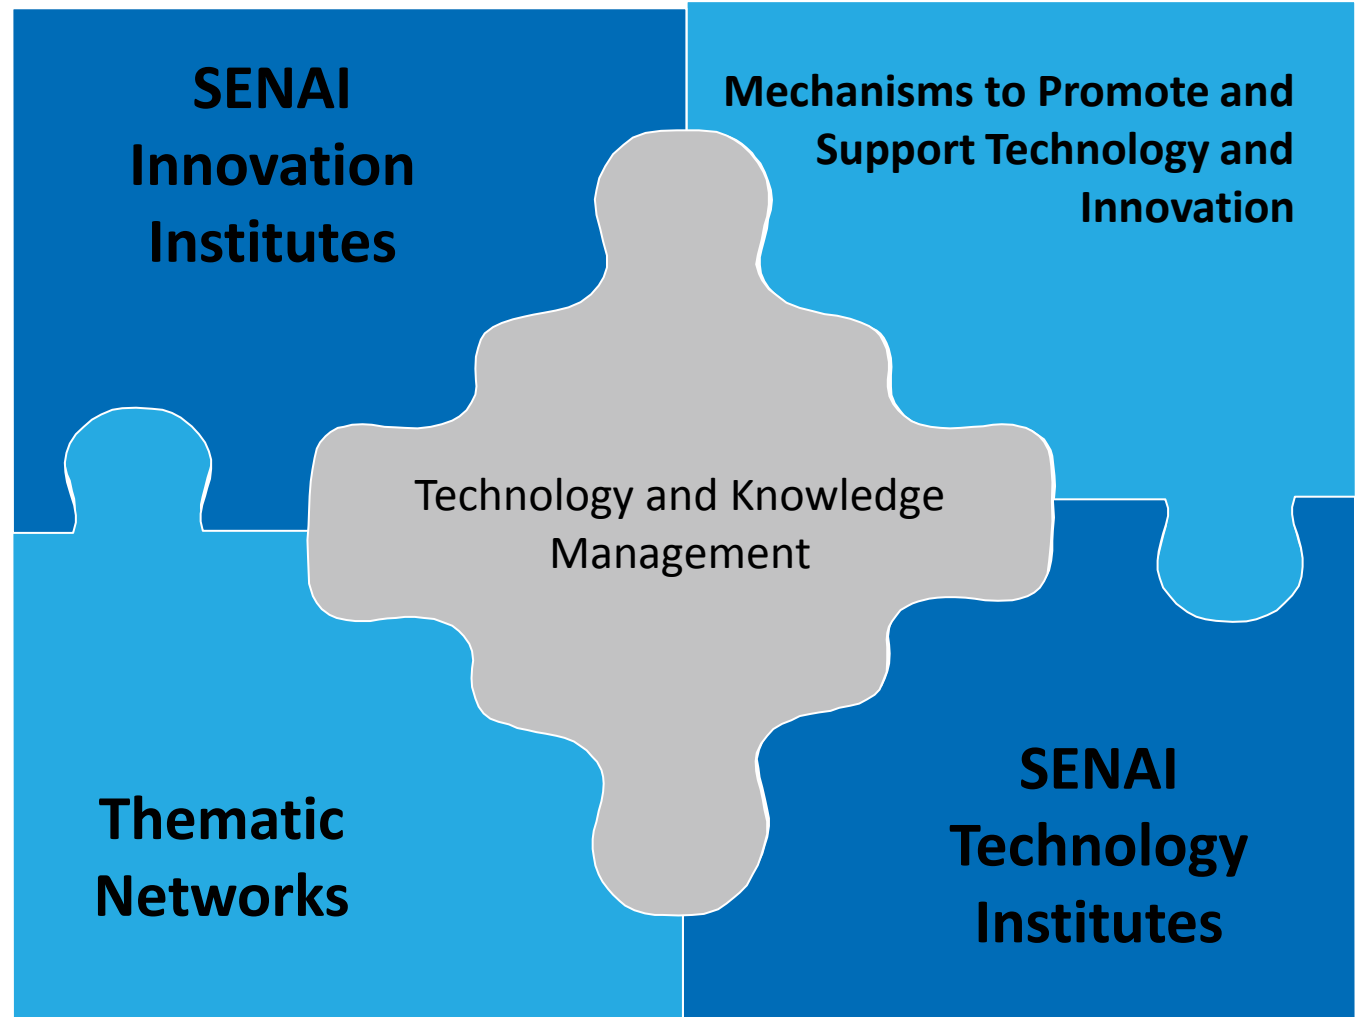 SENAI
Innovation
Institutes
Mechanisms to Promote and
Support Technology and
Innovation
Technology and Knowledge
Management
Thematic
Networks
SENAI
Technology
Institutes